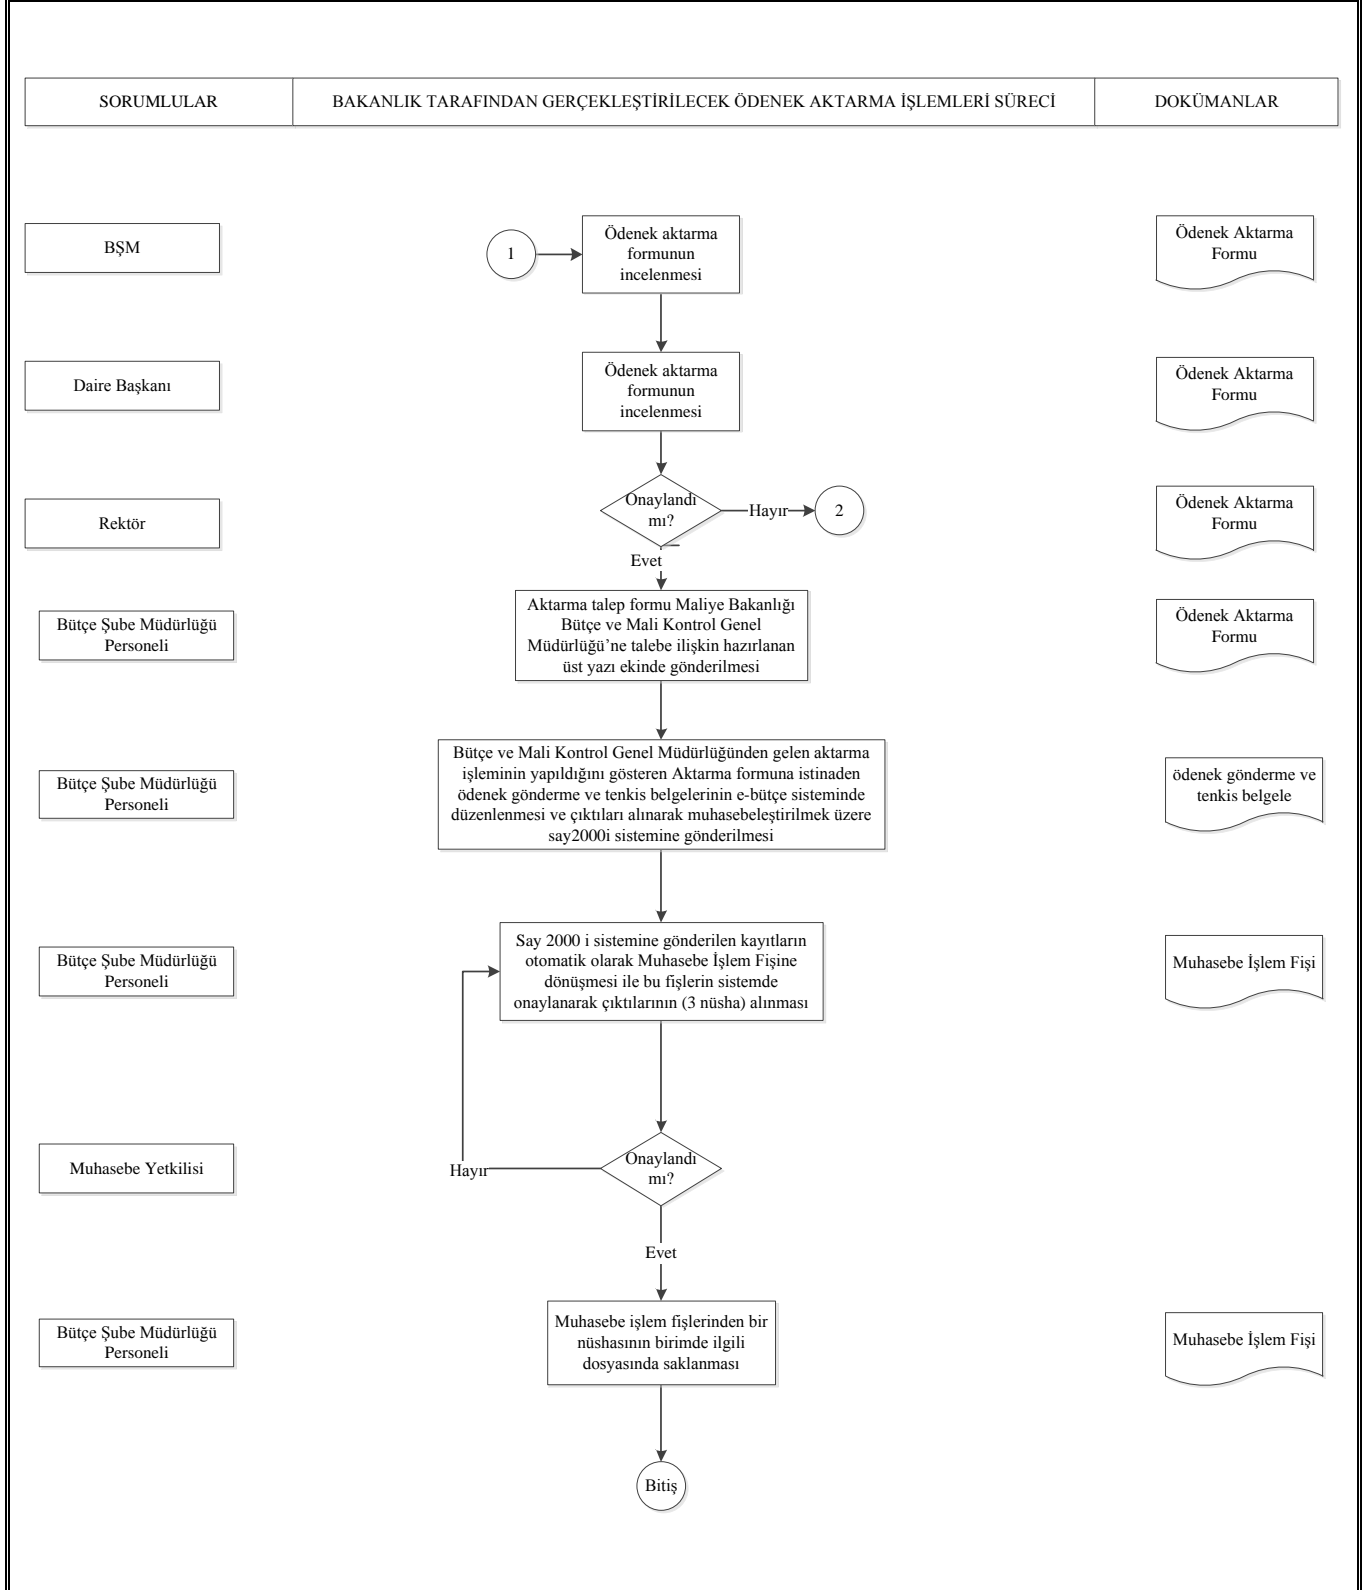 SORUMLULAR
BAKANLIK TARAFINDAN GERÇEKLEŞTİRİLECEK ÖDENEK AKTARMA İŞLEMLERİ SÜRECİ
DOKÜMANLAR
BŞM
1
Ödenek aktarma
formunun
incelenmesi
Ödenek Aktarma
Formu
Daire Başkanı
Ödenek aktarma
formunun
incelenmesi
Ödenek Aktarma
Formu
Rektör
Onaylandı
mı?
Hayır
2
Ödenek Aktarma
Formu
Evet
Bütçe Şube Müdürlüğü
Personeli
Aktarma talep formu Maliye Bakanlığı
Bütçe ve Mali Kontrol Genel
Müdürlüğü’ne talebe ilişkin hazırlanan
üst yazı ekinde gönderilmesi
Ödenek Aktarma
Formu
Bütçe Şube Müdürlüğü
Personeli
Bütçe ve Mali Kontrol Genel Müdürlüğünden gelen aktarma
işleminin yapıldığını gösteren Aktarma formuna istinaden
ödenek gönderme ve tenkis belgelerinin e-bütçe sisteminde
düzenlenmesi ve çıktıları alınarak muhasebeleştirilmek üzere
say2000i sistemine gönderilmesi
ödenek gönderme ve
tenkis belgele
Bütçe Şube Müdürlüğü
Personeli
Say 2000 i sistemine gönderilen kayıtların
otomatik olarak Muhasebe İşlem Fişine
dönüşmesi ile bu fişlerin sistemde
onaylanarak çıktılarının (3 nüsha) alınması
Muhasebe İşlem Fişi
Muhasebe Yetkilisi
Hayır
Onaylandı
mı?
Evet
Bütçe Şube Müdürlüğü
Personeli
Muhasebe işlem fişlerinden bir
nüshasının birimde ilgili
dosyasında saklanması
Muhasebe İşlem Fişi
Bitiş